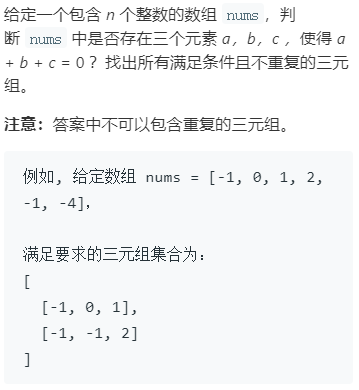 给定一个包含 n 个整数的数组 nums，判
断 nums 中是否存在三个元素 a，b，c ，使得 a
+ b + c = 0 ？找出所有满足条件且不重复的三元
组。
注意：答案中不可以包含重复的三元组。
例如, 给定数组 nums = [-1, 0, 1, 2,
-1, -4]，
满足要求的三元组集合为：
[
[-1, 0, 1],
[-1, -1, 2]
]